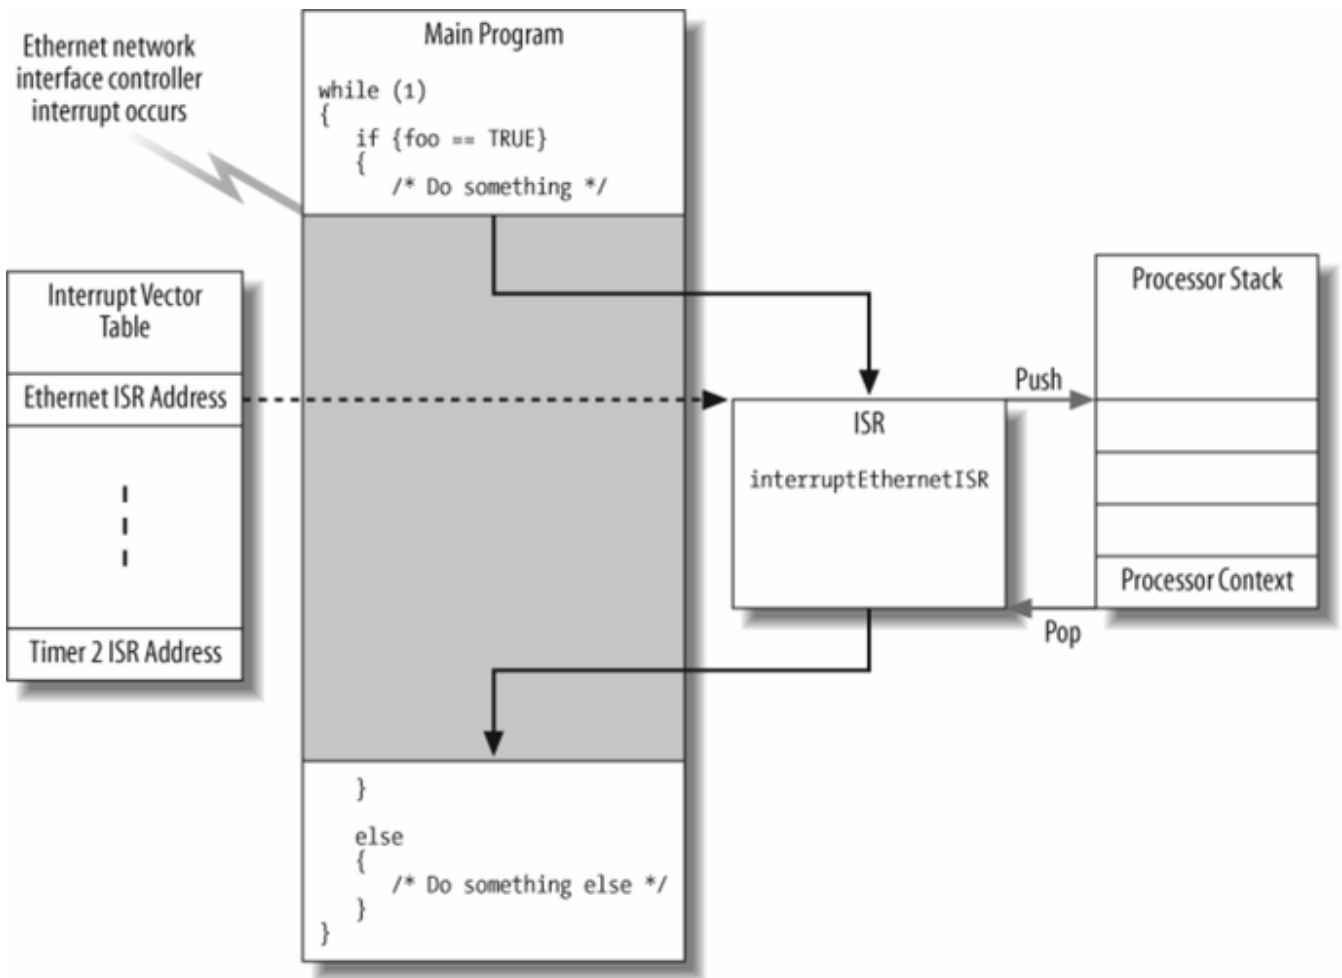 Ethernet network
interface controller
interrupt occurs
Main Program
while (1)
{
if {foo == TRUE}
{
/* Do something */
Interrupt Vector
Table
Ethernet ISR Address
Timer 2 ISR Address
ISR
interruptEthernetISR
Push
Processor Stack
Processor Context
Pop
}
else
{
/* Do something else */
}
}